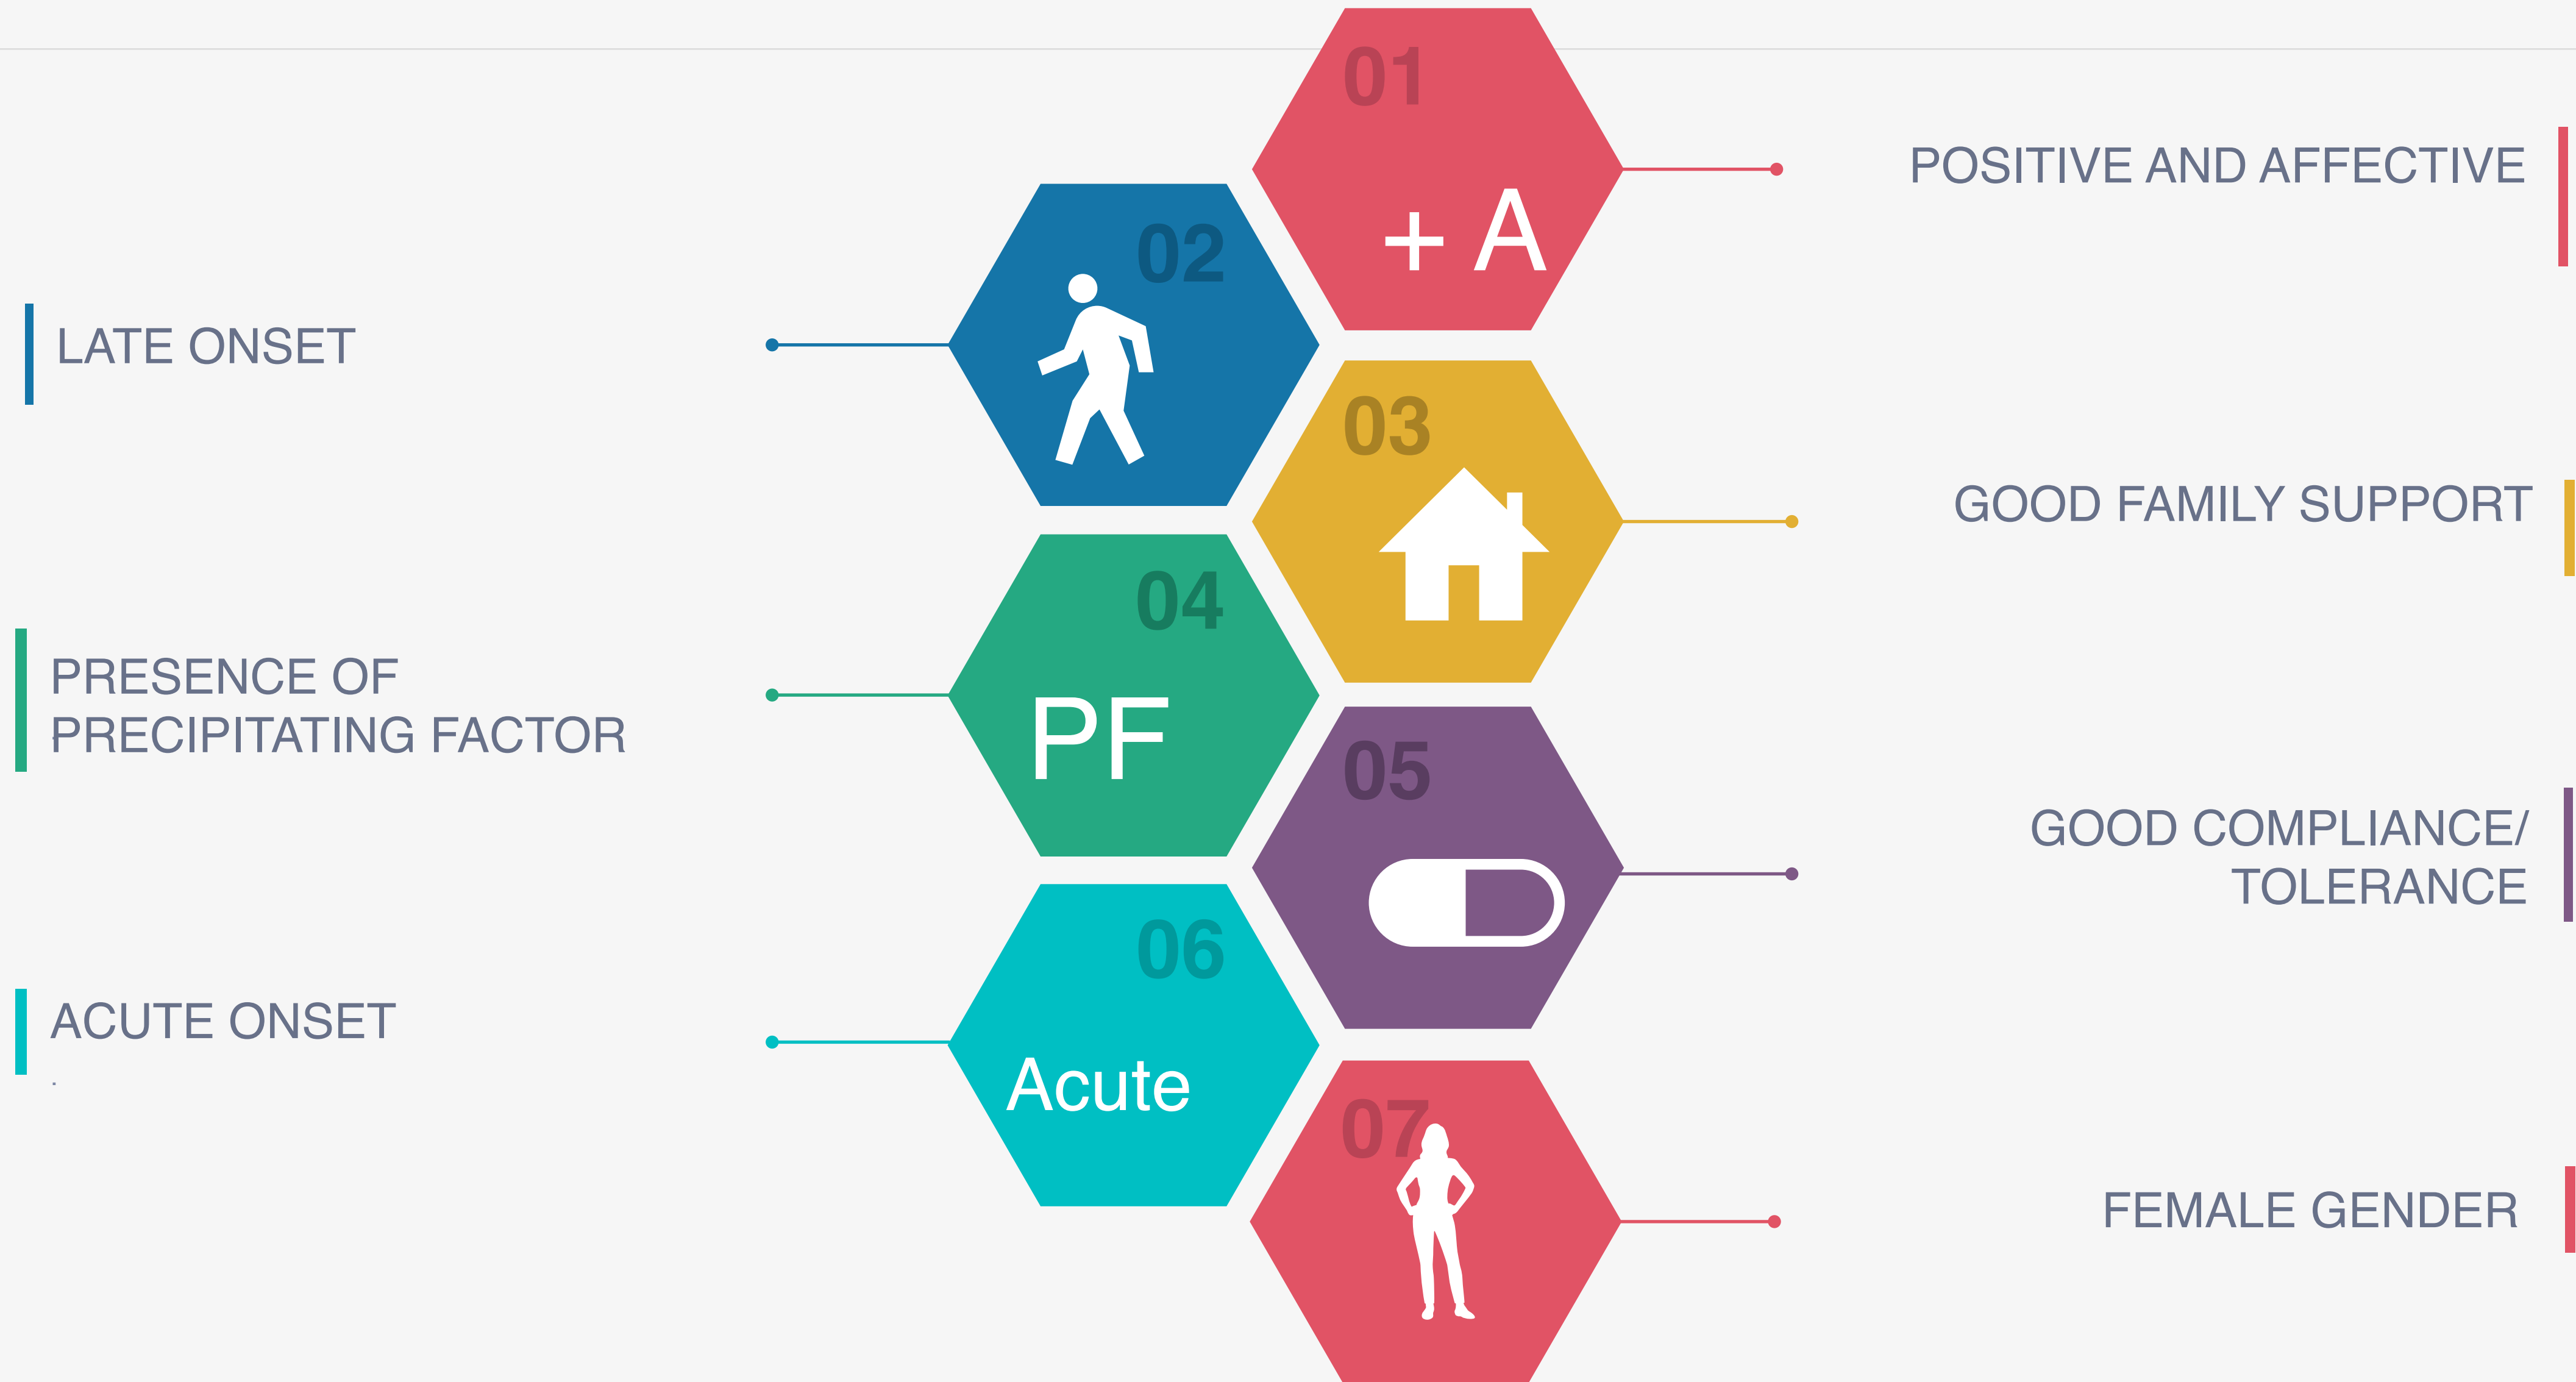 01
+ A
POSITIVE AND AFFECTIVE
02
LATE ONSET
03
GOOD FAMILY SUPPORT
04
PF
PRESENCE OF
PRECIPITATING FACTOR
05
GOOD COMPLIANCE/
TOLERANCE
06
Acute
ACUTE ONSET
.
07
FEMALE GENDER